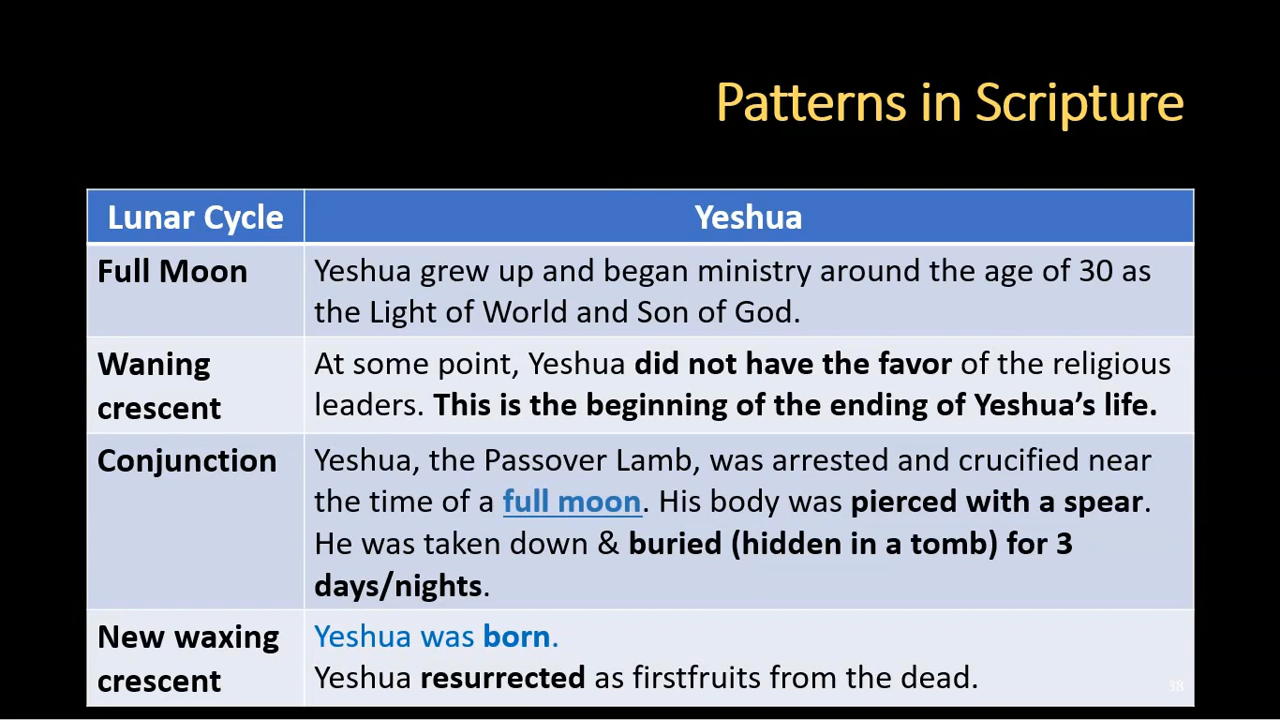 Patterns in Scripture
Lunar Cycle
Yeshua
Full Moon
Yeshua grew up and began ministry around the age of 30 as
the Light of World and Son of God.
Waning
crescent
At some point, Yeshua did not have the favor of the religious
leaders. This is the beginning of the ending of Yeshua’s life.
Conjunction
Yeshua, the Passover Lamb, was arrested and crucified near
the time of a full moon. His body was pierced with a spear.
He was taken down & buried (hidden in a tomb) for 3
days/nights.
New waxing
crescent
Yeshua was born.
Yeshua resurrected as firstfruits from the dead.
38